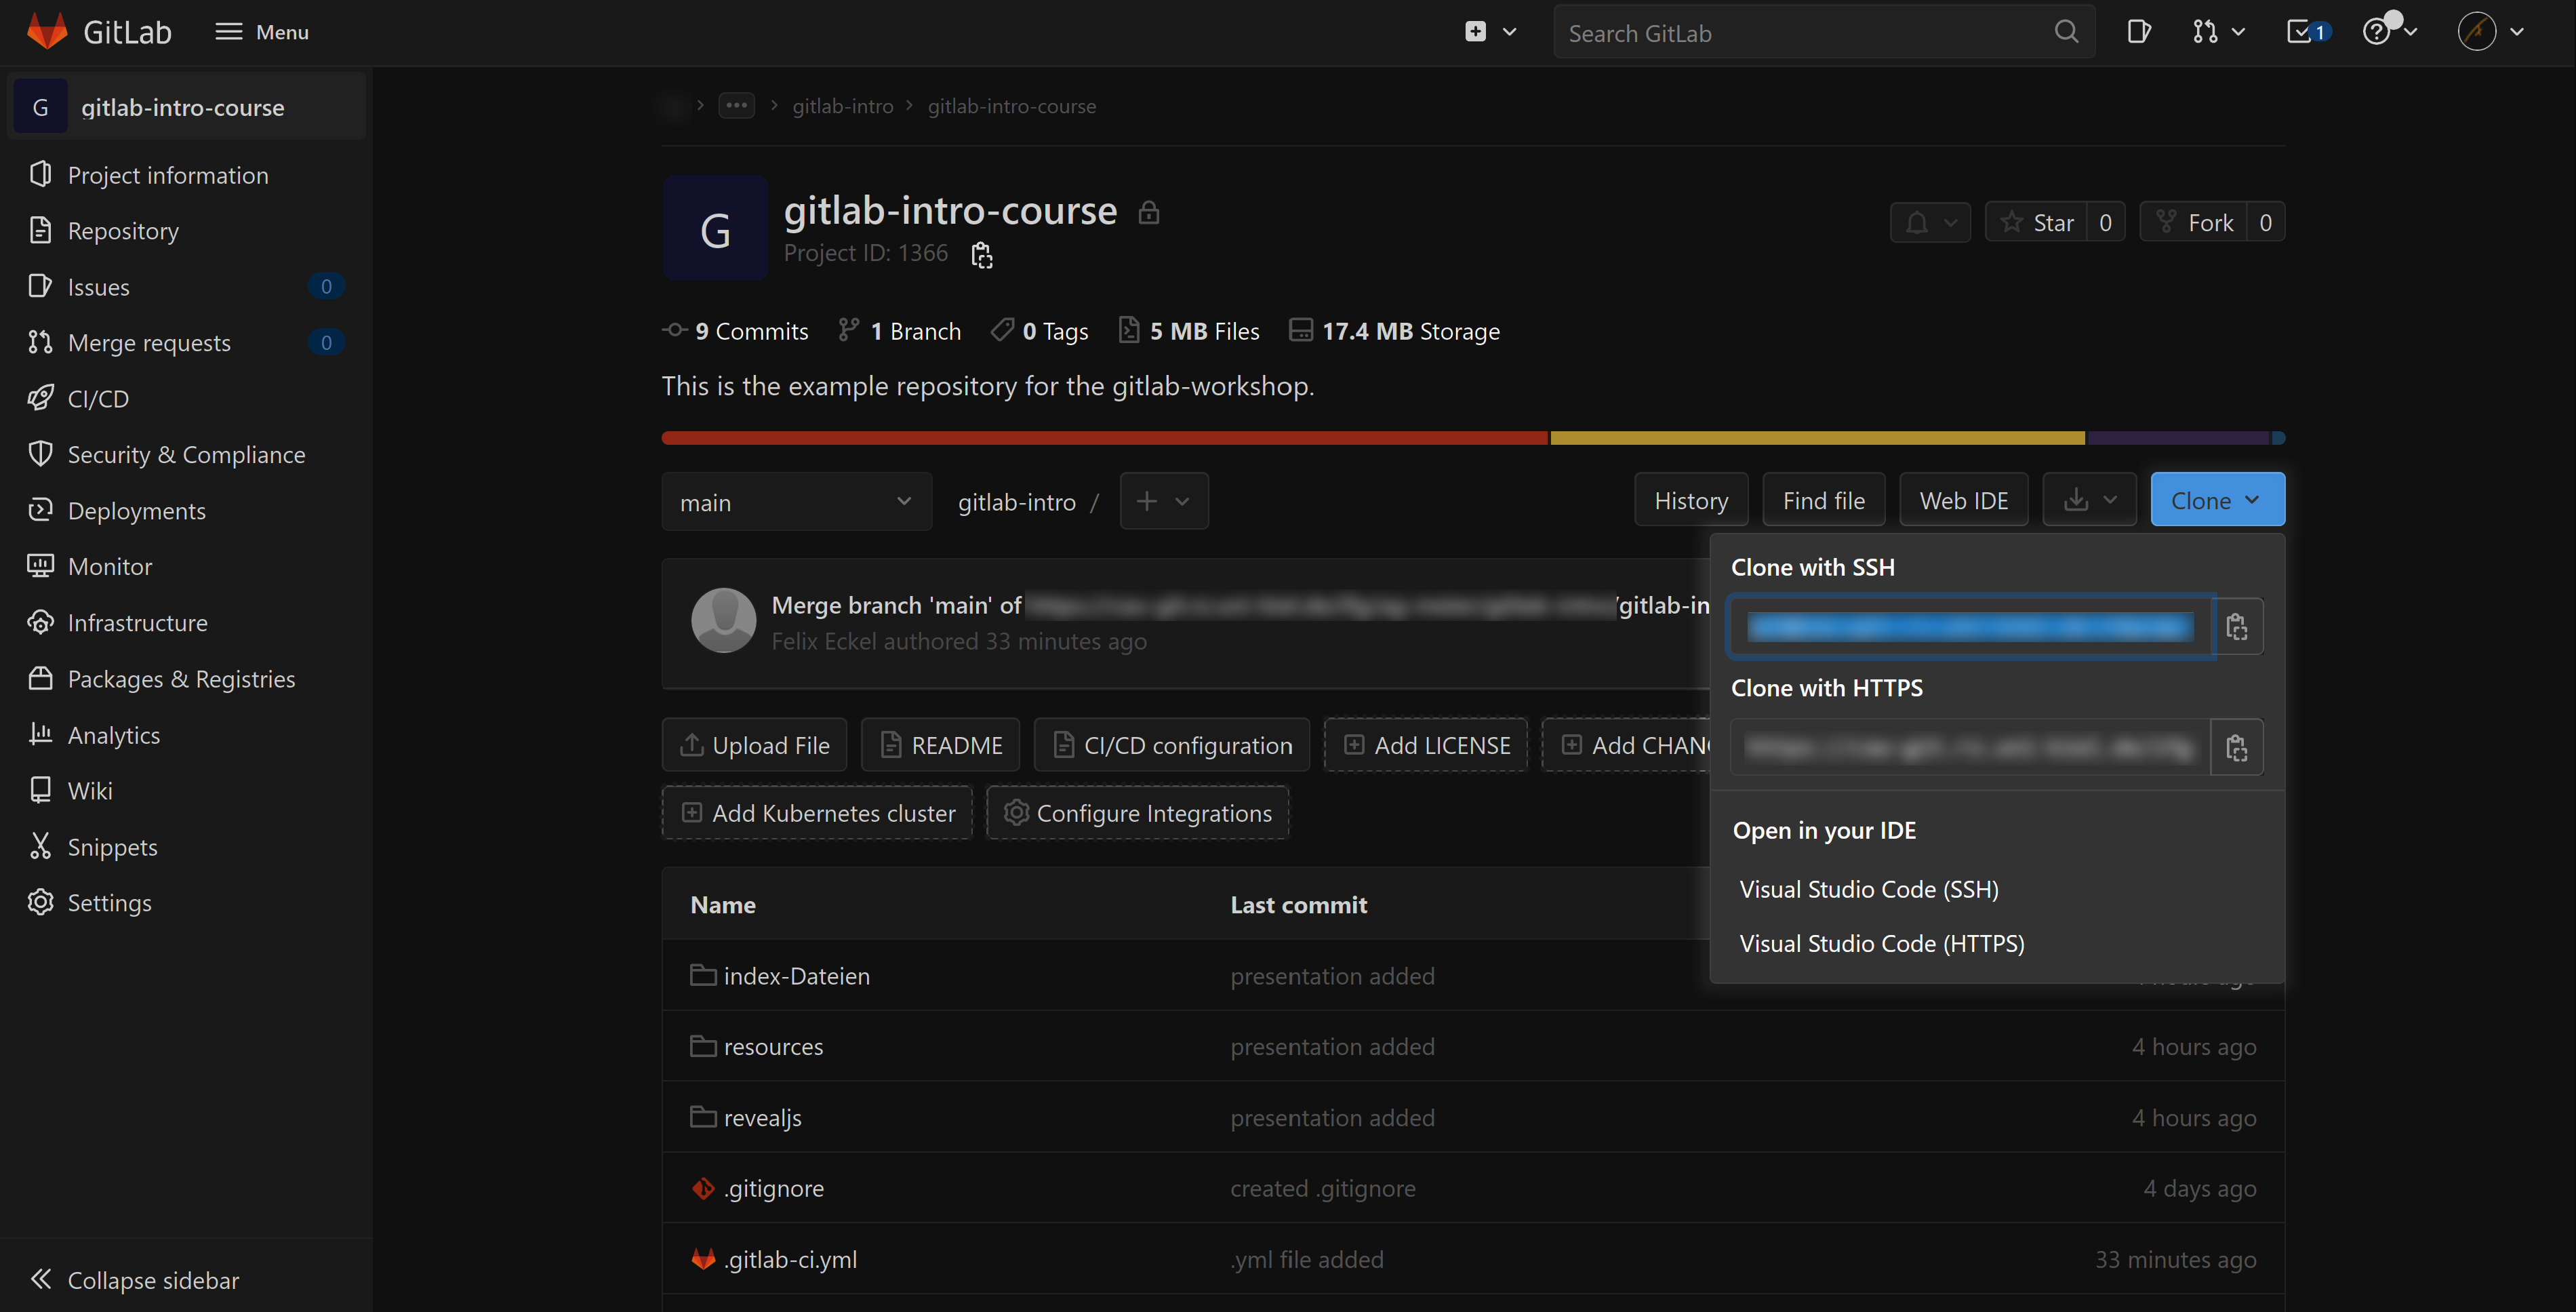 GitLab Menu Search GitLab 1
G gitlab-intro-course
Project information
Repository
Issues 0
Merge requests 0
CI/CD
Security & Compliance
Deployments
Monitor
Infrastructure
Packages & Registries
Analytics
Wiki
Snippets
Settings
Collapse sidebar
gitlab-intro gitlab-intro-course
G
gitlab-intro-course
Project ID: 1366
Star 0 Fork 0
9 Commits 1 Branch 0 Tags 5 MB Files 17.4 MB Storage
This is the example repository for the gitlab-workshop.
main gitlab-intro / History Find file Web IDE Clone
Merge branch 'main' of /gitlab-in
Felix Eckel authored 33 minutes ago
Upload File README CI/CD configuration Add LICENSE Add CHAN
Add Kubernetes cluster Configure Integrations
Clone with SSH
Clone with HTTPS
Open in your IDE
Visual Studio Code (SSH)
Visual Studio Code (HTTPS)
Name Last commit
index-Dateien presentation added
resources presentation added 4 hours ago
revealjs presentation added 4 hours ago
.gitignore created .gitignore 4 days ago
.gitlab-ci.yml .yml file added 33 minutes ago